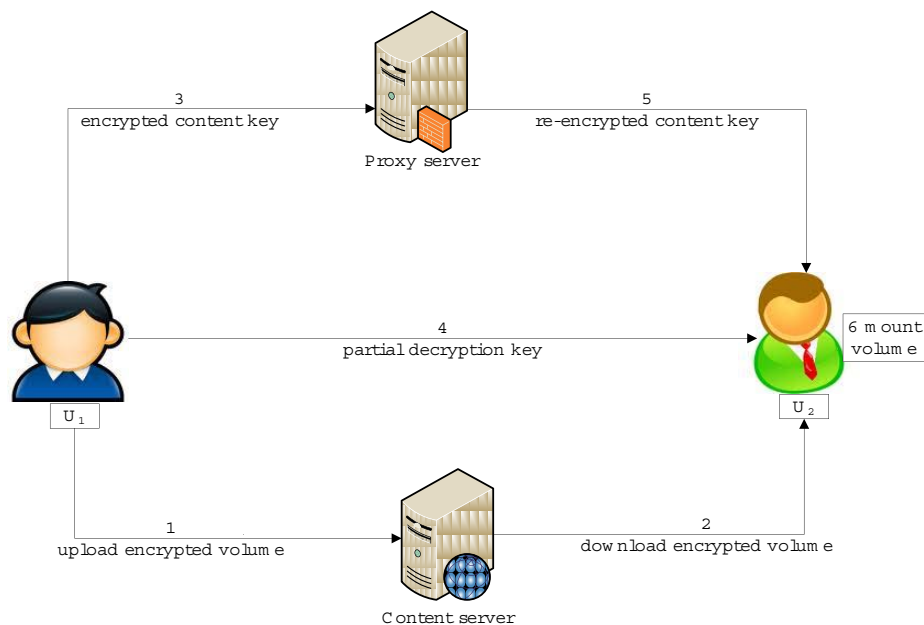 3
encrypted content key
5
re-encrypted content key
Proxy server
4
partial decryption key
6 mount
volume
U₁
U₂
1
upload encrypted volume
2
download encrypted volume
Content server